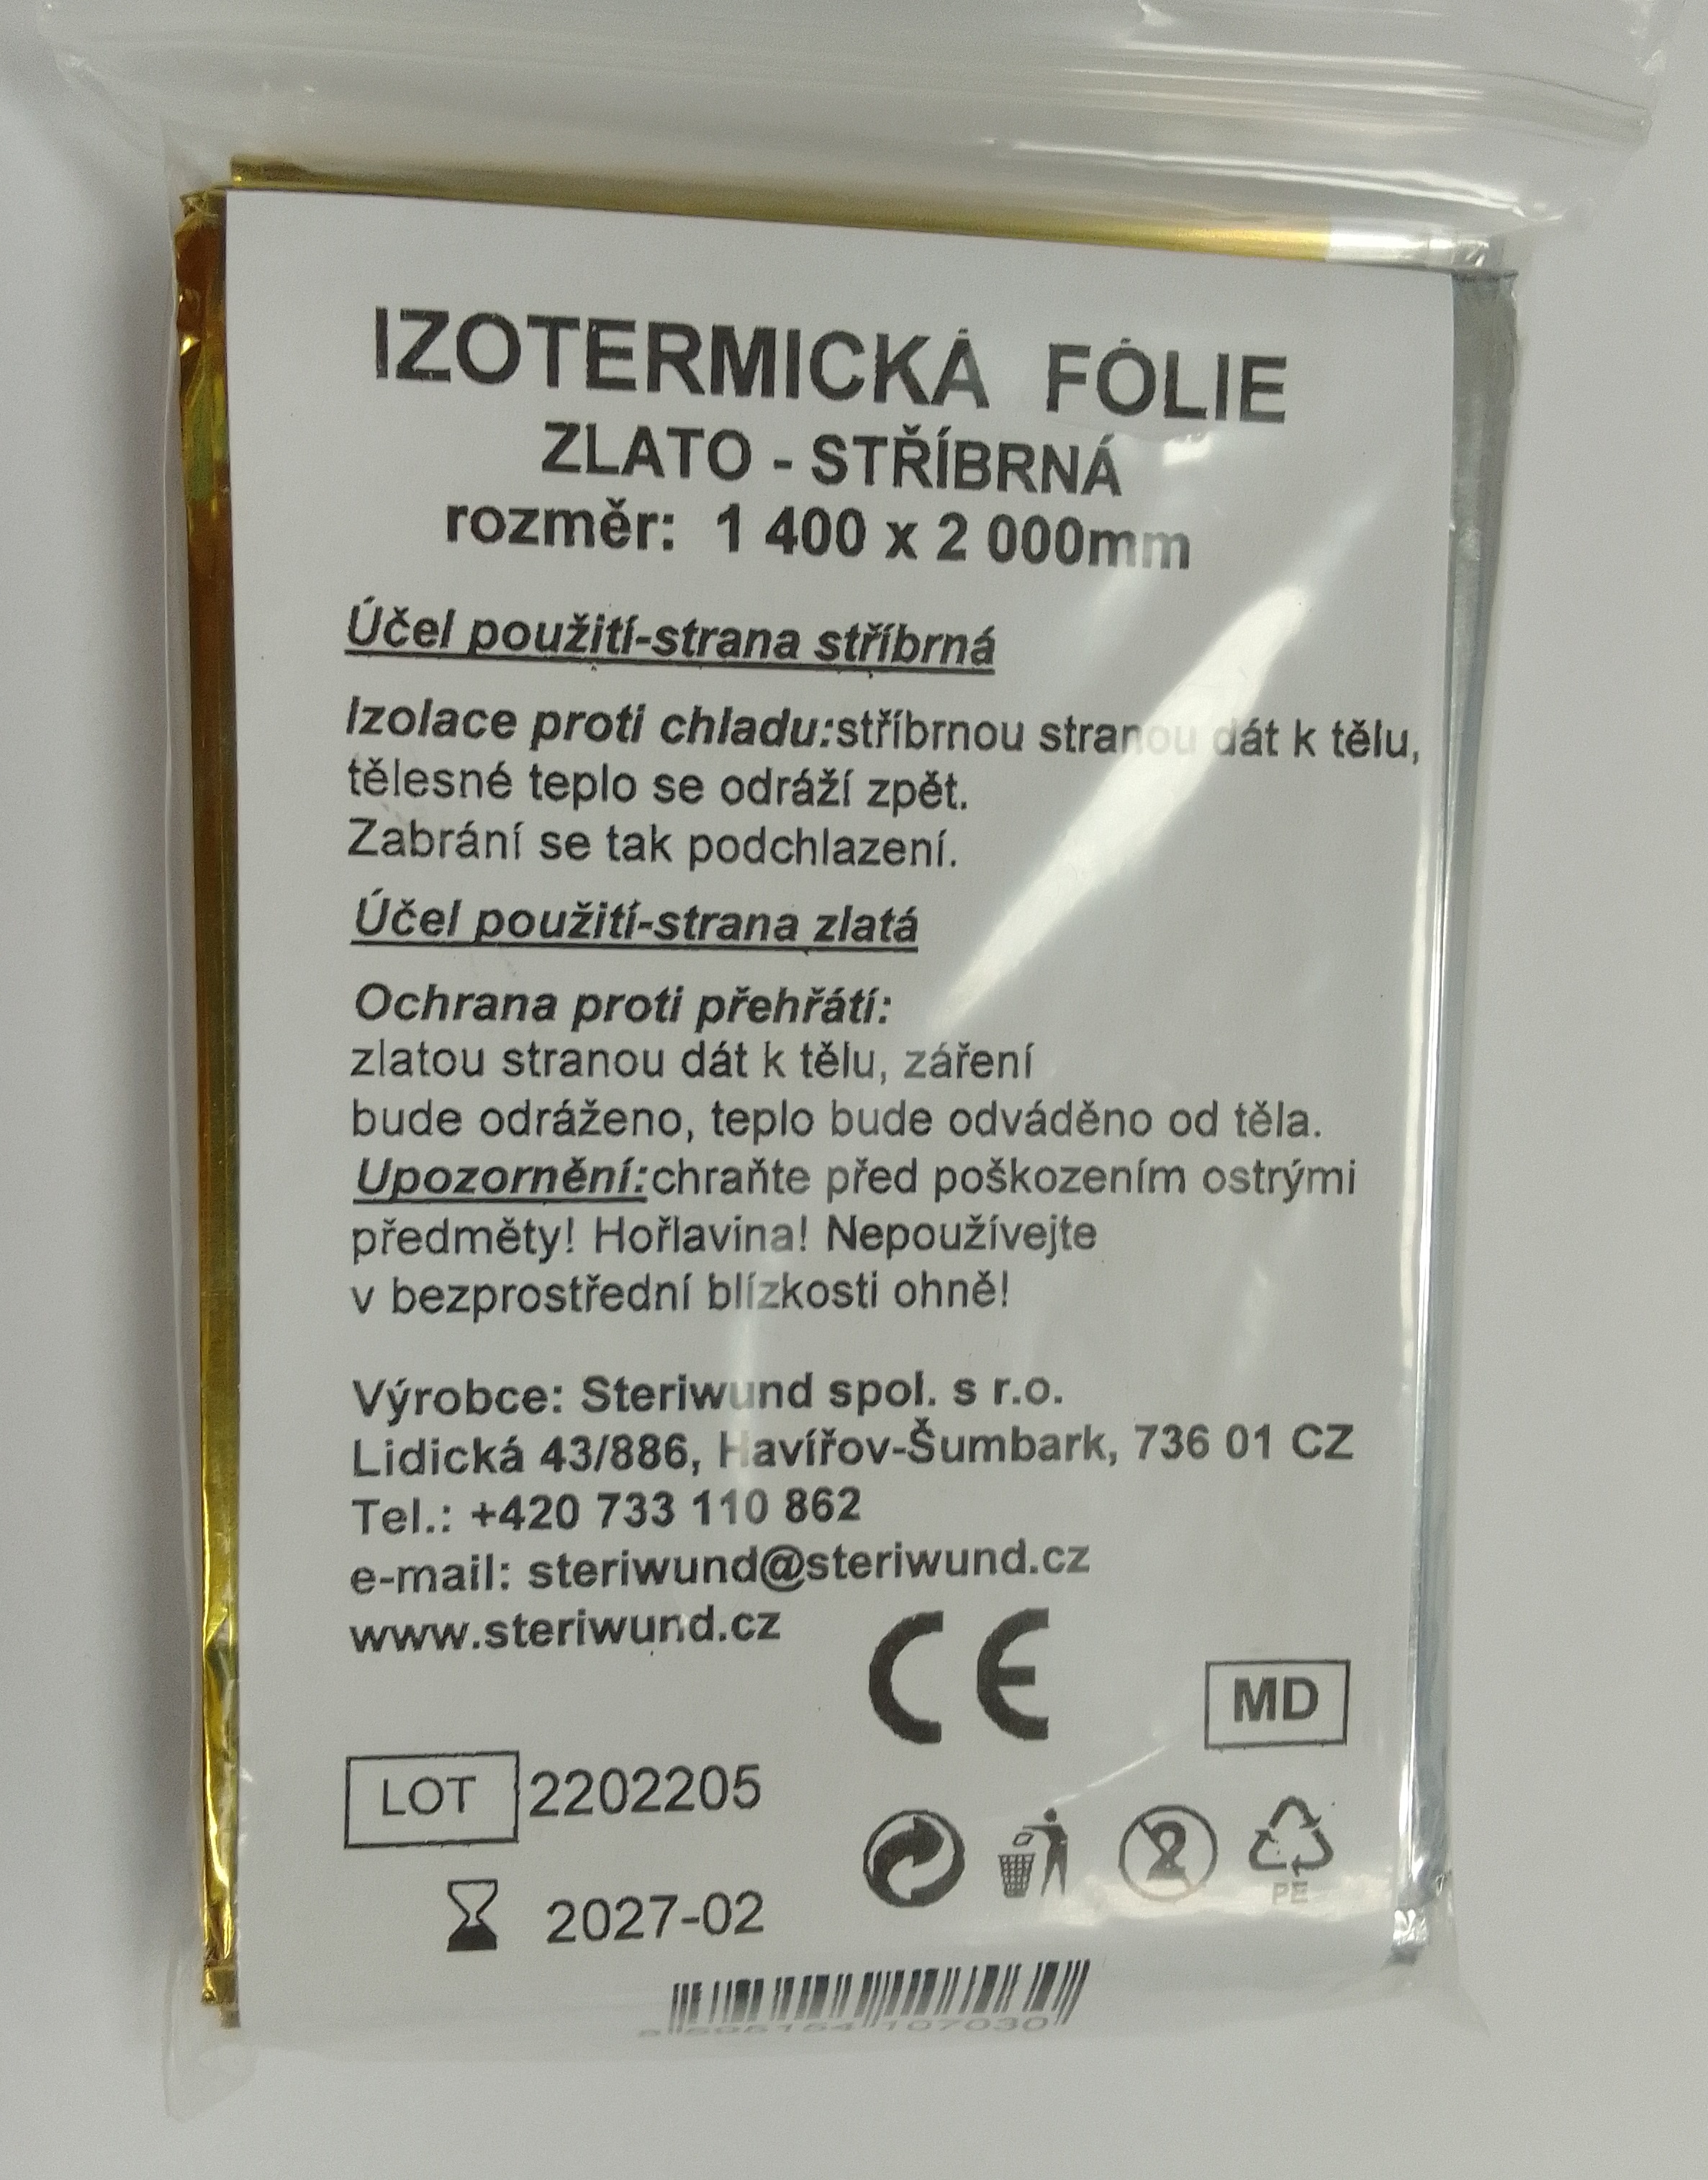 IZOTERMICKÁ FÓLIE
ZLATO - STŘÍBRNÁ
rozměr: 1 400 x 2 000mm
Účel použití-strana stříbrná
Izolace proti chladu:stříbrnou stranou dát k tělu,
tělesné teplo se odráží zpět.
Zabrání se tak podchlazení.
Účel použití-strana zlatá
Ochrana proti přehřátí:
zlatou stranou dát k tělu, záření
bude odráženo, teplo bude odváděno od těla.
Upozornění:chraňte před poškozením ostrými
předměty! Hořlavina! Nepoužívejte
v bezprostřední blízkosti ohně!
Výrobce: Steriwund spol. s r.o.
Lidická 43/886, Havířov-Šumbark, 736 01 CZ
Tel.: +420 733 110 862
e-mail: steriwund@steriwund.cz
www.steriwund.cz
CE
MD
LOT 2202205
2
PE
2027-02
8 595154 107030